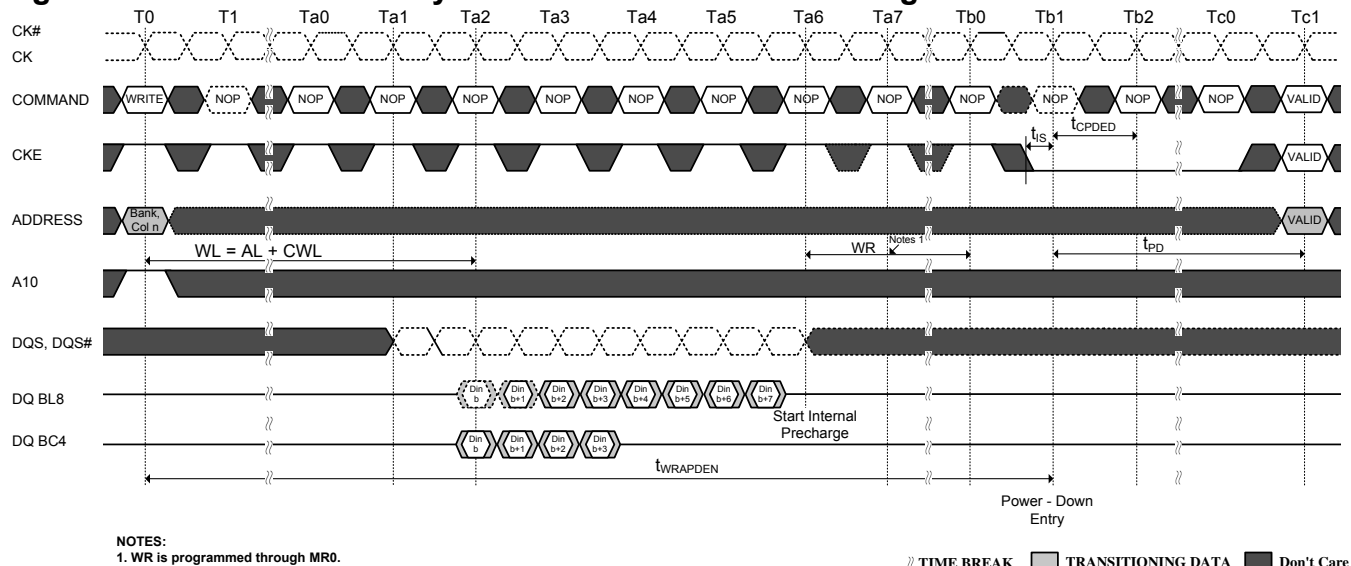 T0 T1 Ta0 Ta1 Ta2 Ta3 Ta4 Ta5 Ta6 Ta7 Tb0 Tb1 Tb2 Tc0 Tc1
CK#
CK
COMMAND WRITE NOP NOP NOP NOP NOP NOP NOP NOP NOP NOP NOP NOP NOP VALID
tIS tCPDED
CKE VALID
ADDRESS Bank, Col n VALID
WL = AL + CWL WR Notes 1 tPD
A10
DQS, DQS#
DQ BL8 Din b Din b+1 Din b+2 Din b+3 Din b+4 Din b+5 Din b+6 Din b+7
Start Internal
Precharge
DQ BC4 Din b Din b+1 Din b+2 Din b+3
tWRAPDEN
Power - Down
Entry
NOTES:
1. WR is programmed through MR0.
TIME BREAK TRANSITIONING DATA Don't Care